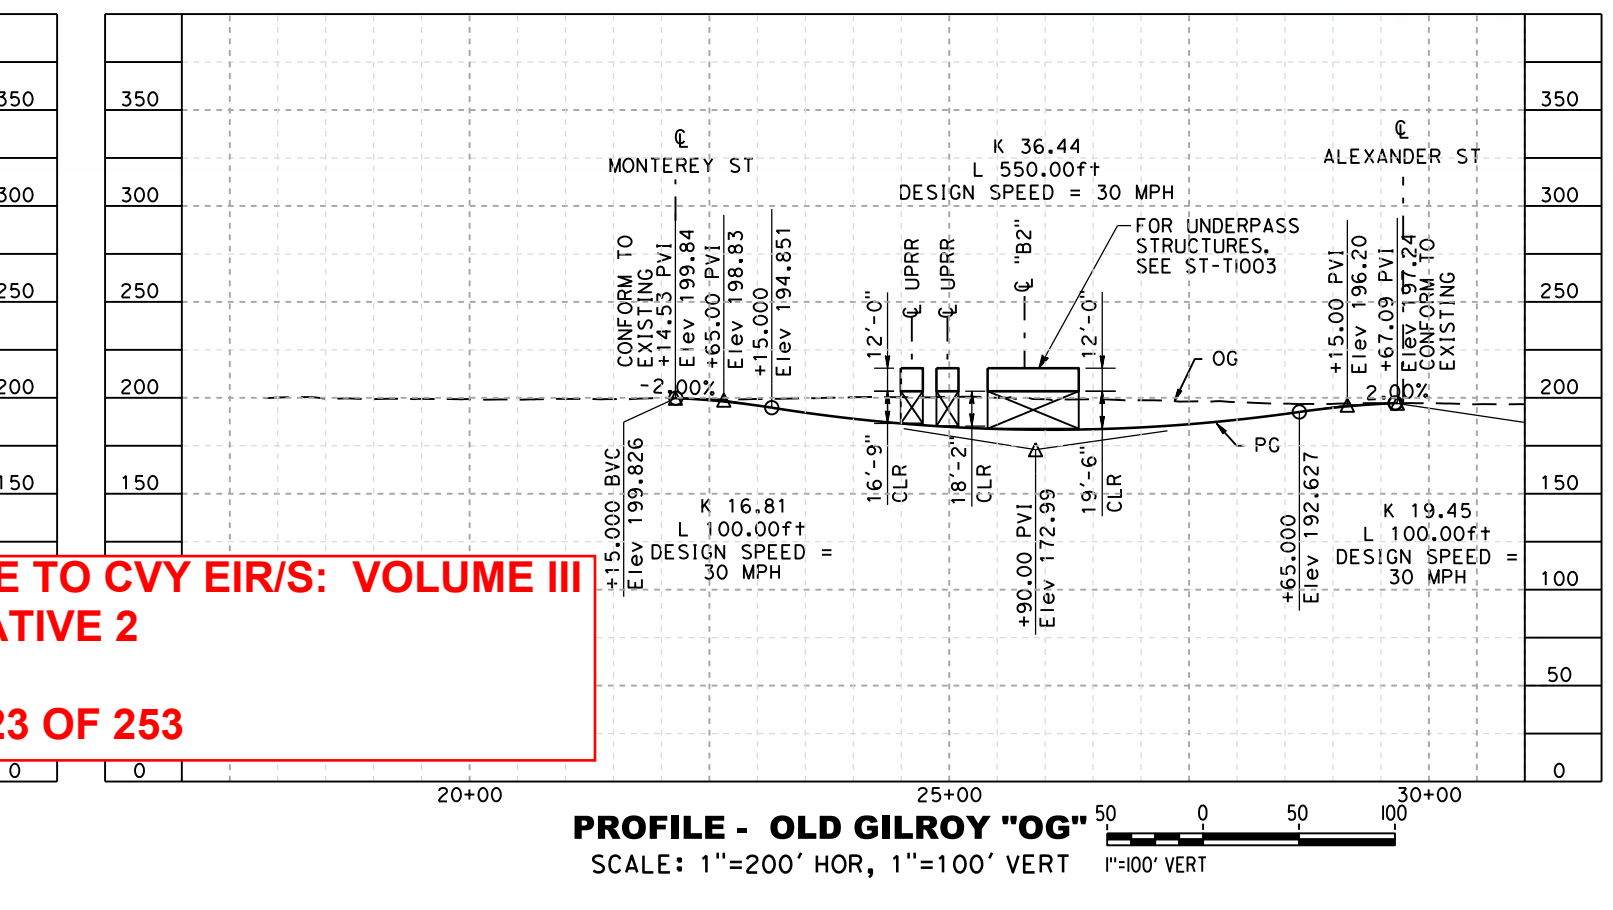 350
300
250
200
150
0
350
300
250
200
150
0
350
300
250
200
150
100
50
0
℄
MONTEREY ST
℄
ALEXANDER ST
K 36.44
L 550.00ft
DESIGN SPEED = 30 MPH
FOR UNDERPASS
STRUCTURES.
SEE ST-T1003
CONFORM TO
EXISTING
+14.53 PVI
Elev 199.84
+65.00 PVI
Elev 198.83
+15.000
Elev 194.851
℄ UPRR
℄ UPRR
℄ "B2"
12'-0"
12'-0"
+15.00 PVI
Elev 196.20
+67.09 PVI
Elev 197.24
CONFORM TO
EXISTING
-2.00%
2.00%
OG
PG
+15.000 BVC
Elev 199.826
16'-9"
CLR
18'-2"
CLR
19'-6"
CLR
+90.00 PVI
Elev 172.99
+65.000
Elev 192.627
K 16.81
L 100.00ft
DESIGN SPEED =
30 MPH
K 19.45
L 100.00ft
DESIGN SPEED =
30 MPH
E TO CVY EIR/S: VOLUME III
ATIVE 2
23 OF 253
20+00
25+00
30+00
PROFILE - OLD GILROY "OG"
SCALE: 1"=200' HOR, 1"=100' VERT
50 0 50 100
1"=100' VERT